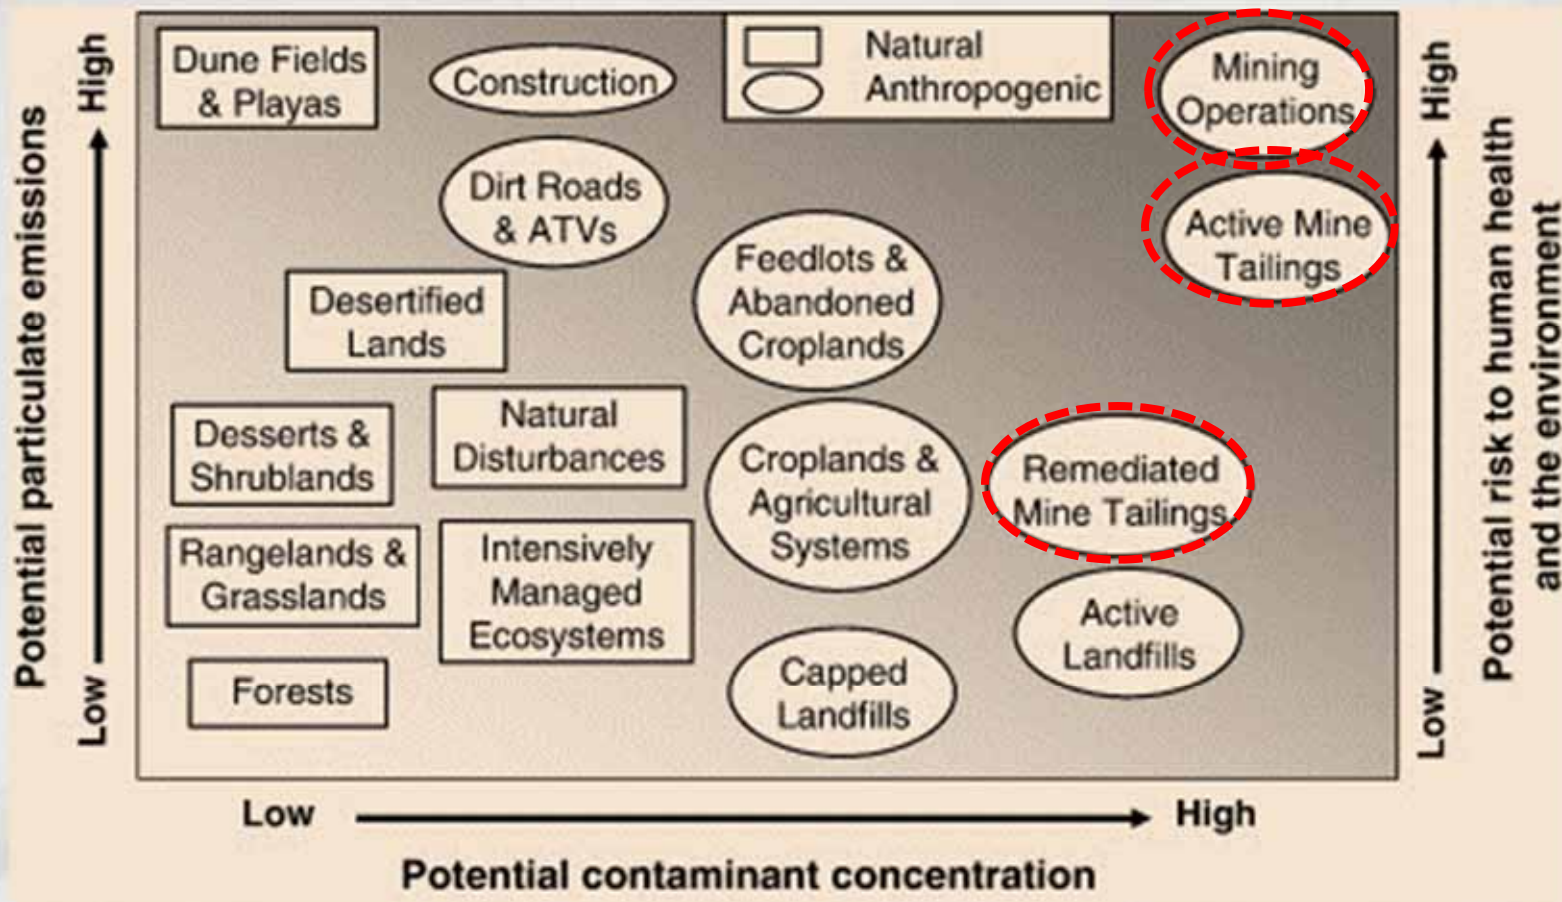 Potential particulate emissions
High
Low
Dune Fields
& Playas
Construction
Natural
Anthropogenic
Mining
Operations
Dirt Roads
& ATVs
Active Mine
Tailings
Feedlots &
Abandoned
Croplands
Desertified
Lands
Desserts &
Shrublands
Natural
Disturbances
Croplands &
Agricultural
Systems
Remediated
Mine Tailings
Rangelands &
Grasslands
Intensively
Managed
Ecosystems
Active
Landfills
Forests
Capped
Landfills
High
Low
Potential risk to human health
and the environment
Low
High
Potential contaminant concentration